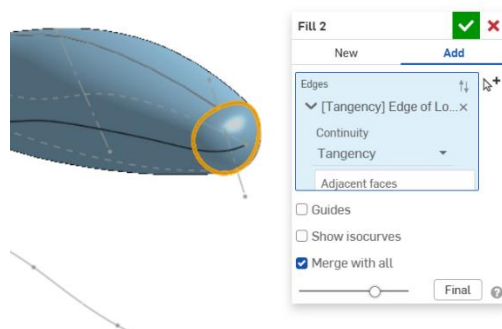 Fill 2
New Add
Edges
[Tangency] Edge of Lo...
Continuity
Tangency
Adjacent faces
Guides
Show isocurves
Merge with all
Final